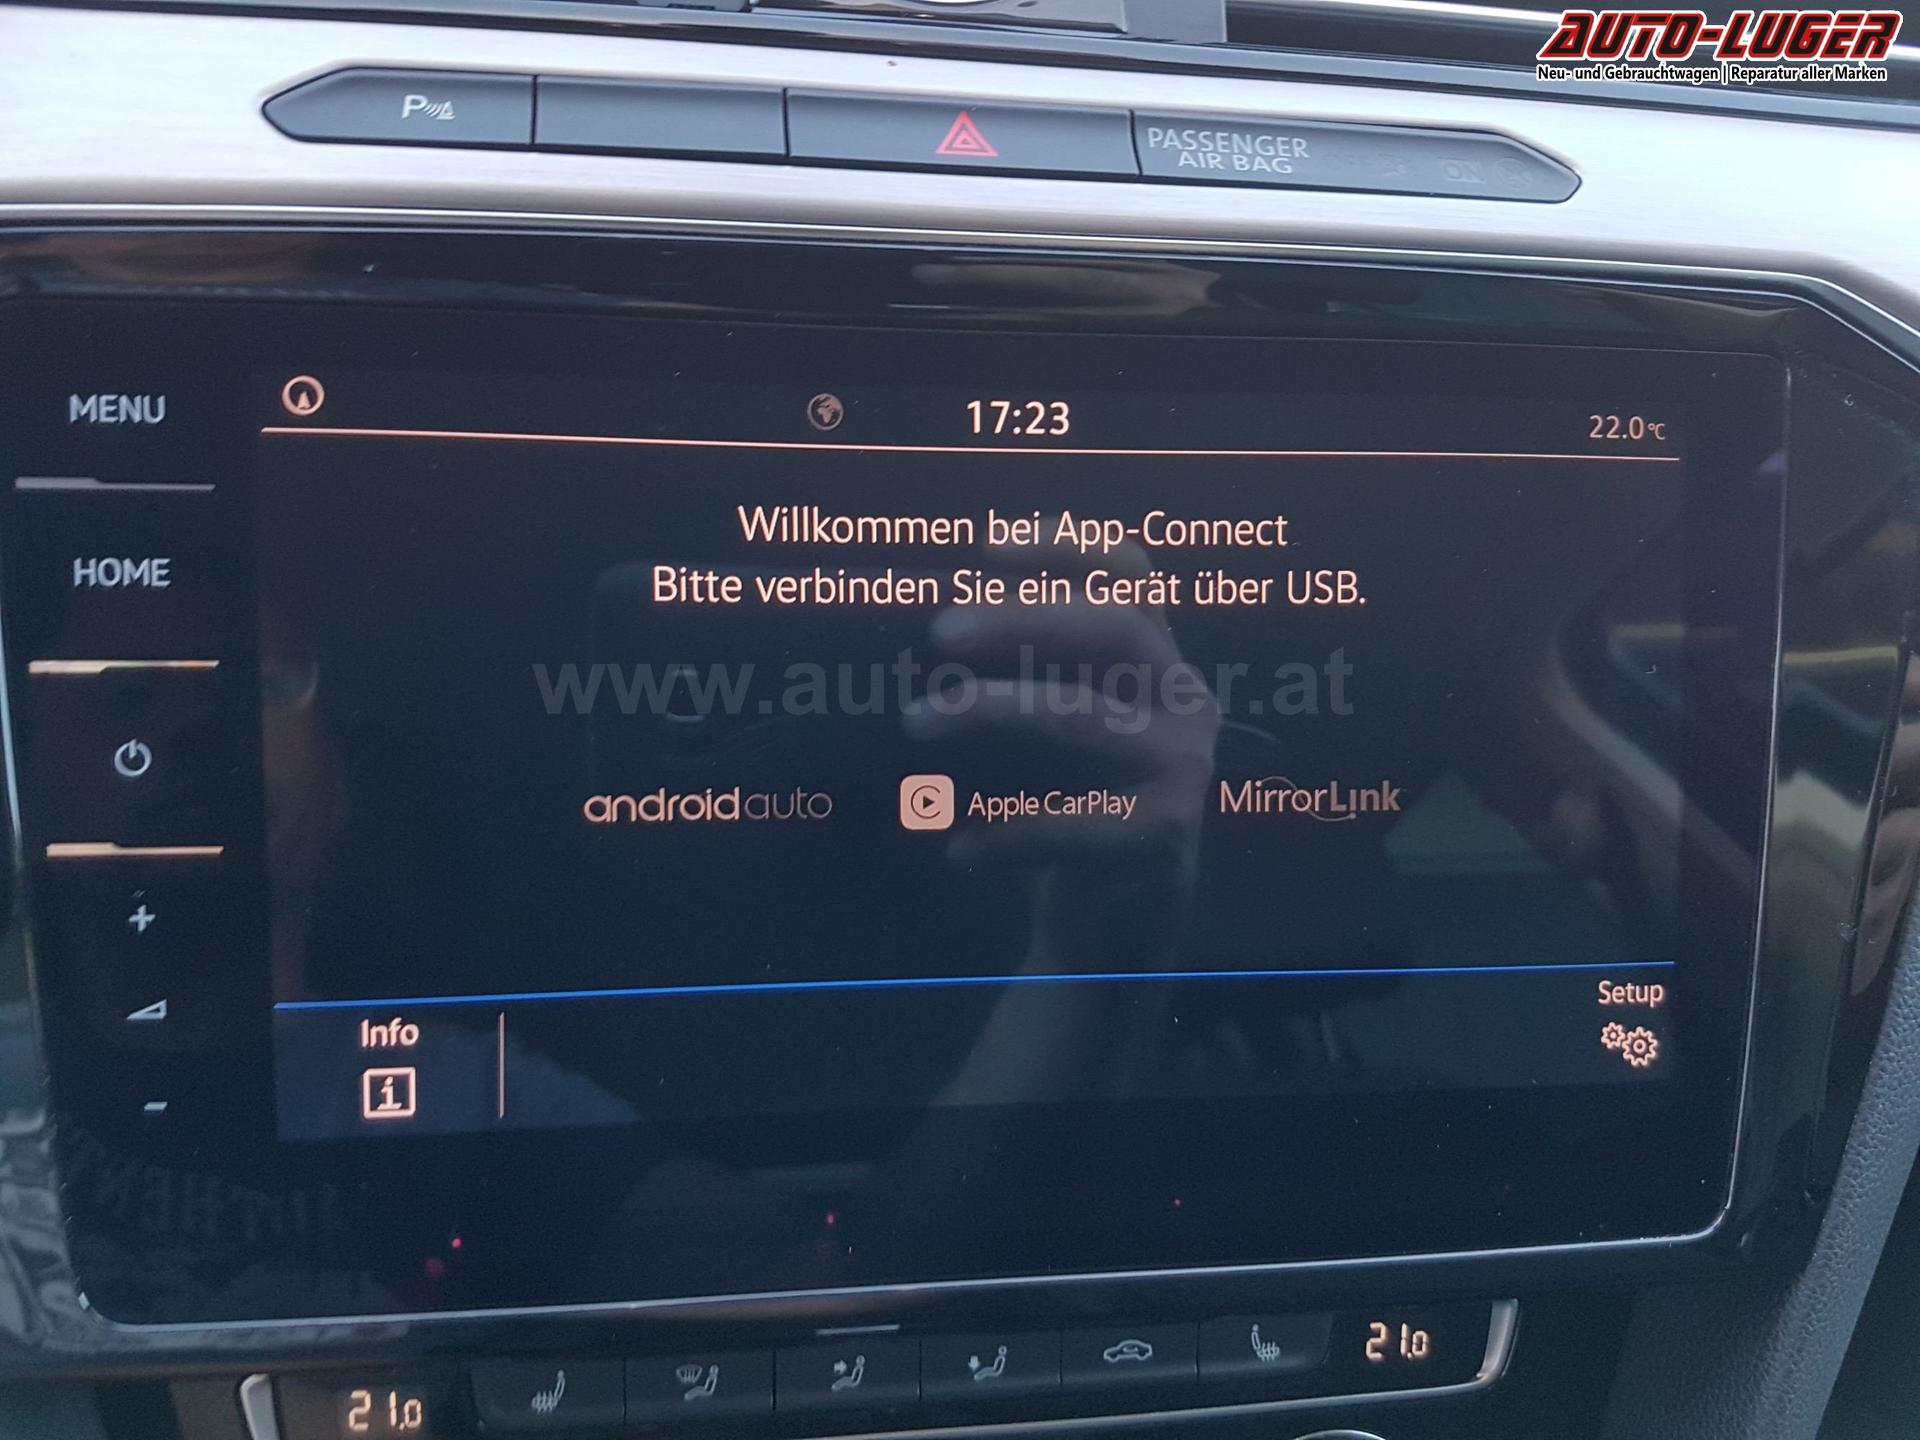 AUTO-LUGER
Neu- und Gebrauchtwagen | Reparatur aller Marken
P
PASSENGER
AIR BAG
ON
MENU
HOME
17:23
22.0°C
Willkommen bei App-Connect
Bitte verbinden Sie ein Gerät über USB.
www.auto-luger.at
androidauto
Apple CarPlay
MirrorLink
Info
i
Setup
21.0
21.0